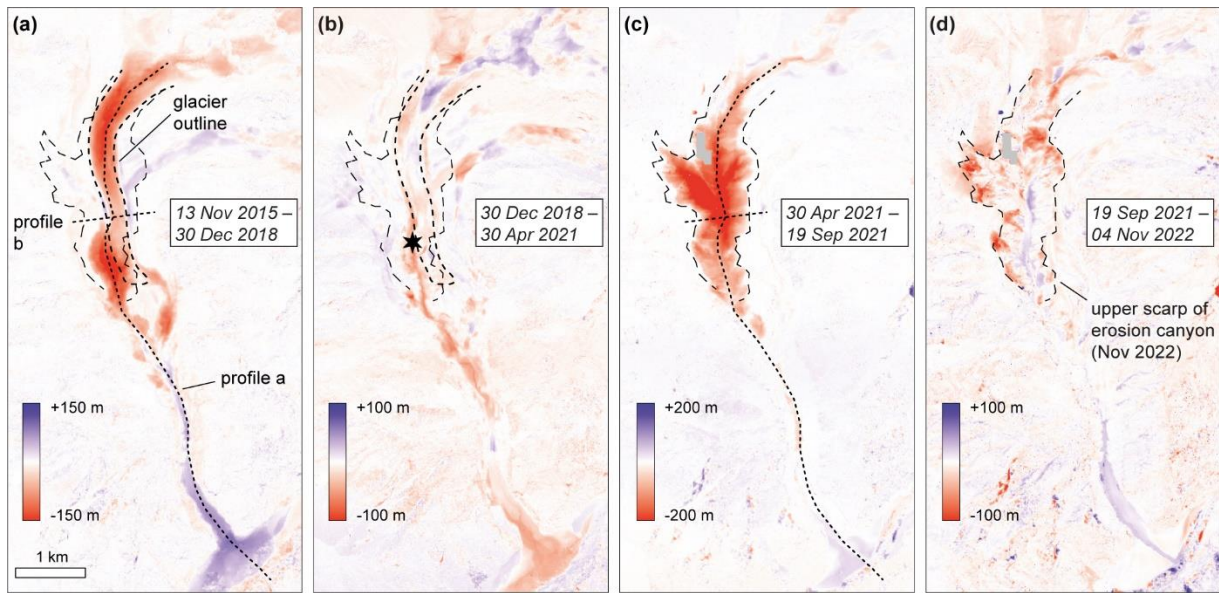 (a)
glacier
outline
profile
b
13 Nov 2015 –
30 Dec 2018
profile a
+150 m
-150 m
1 km
(b)
30 Dec 2018 –
30 Apr 2021
+100 m
-100 m
(c)
30 Apr 2021 –
19 Sep 2021
+200 m
-200 m
(d)
19 Sep 2021 –
04 Nov 2022
upper scarp of
erosion canyon
(Nov 2022)
+100 m
-100 m